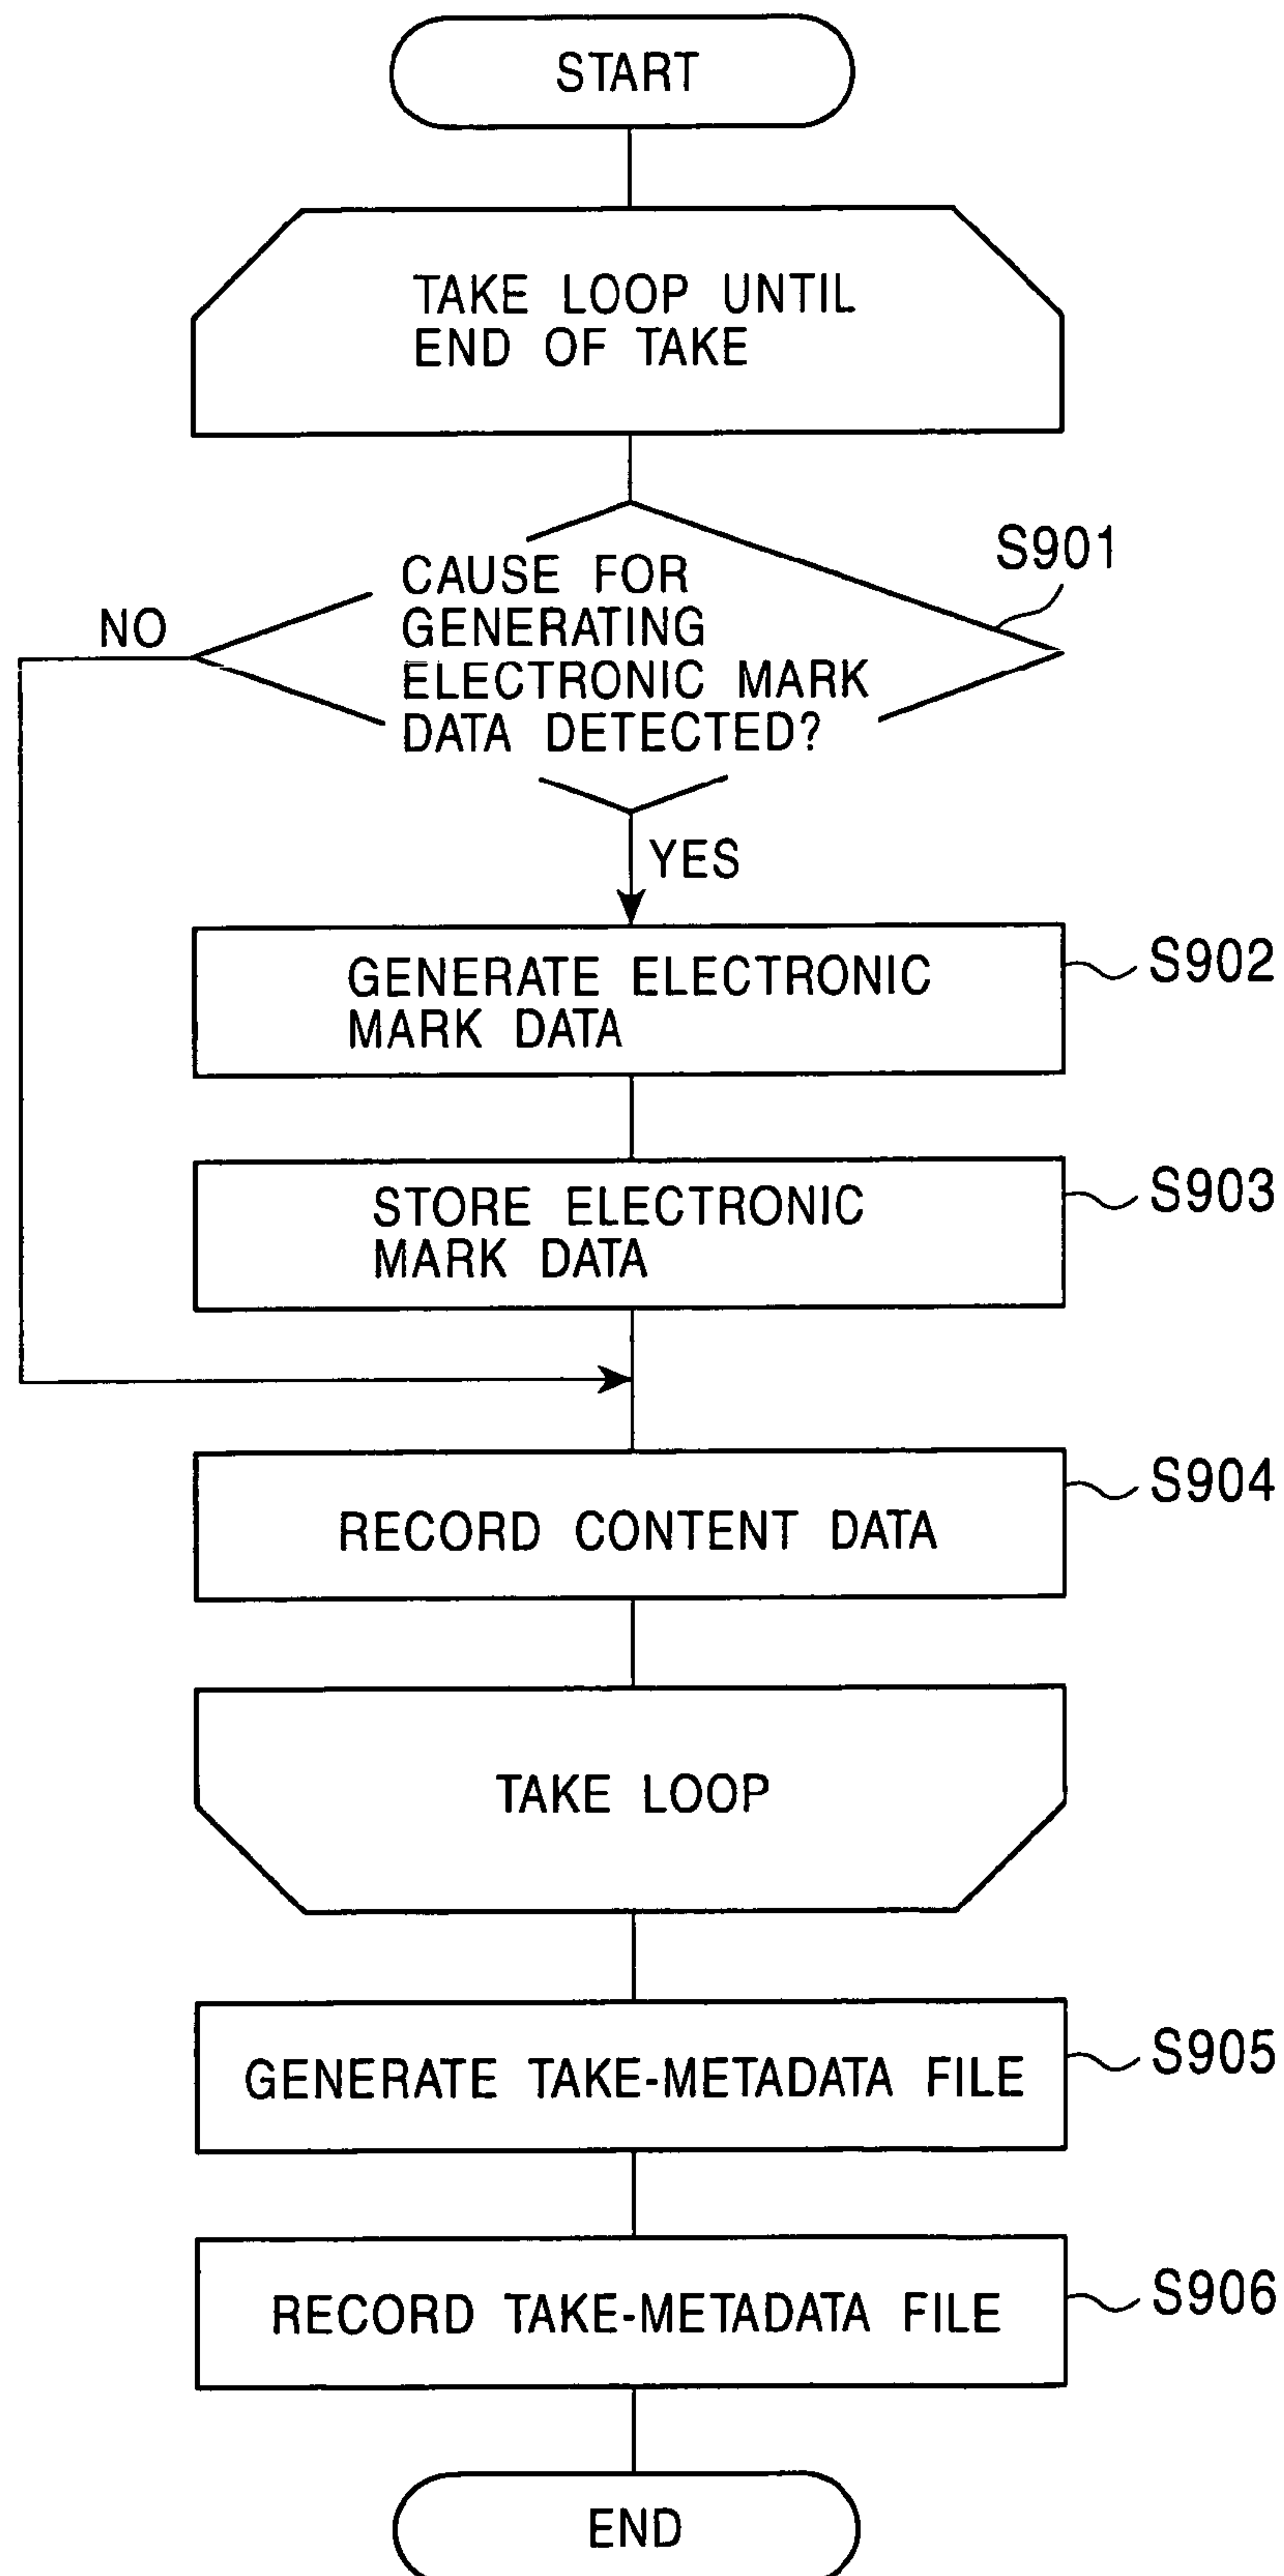 START
TAKE LOOP UNTIL
END OF TAKE
S901
CAUSE FOR
GENERATING
ELECTRONIC MARK
DATA DETECTED?
NO
YES
GENERATE ELECTRONIC
MARK DATA
S902
STORE ELECTRONIC
MARK DATA
S903
RECORD CONTENT DATA
S904
TAKE LOOP
GENERATE TAKE-METADATA FILE
S905
RECORD TAKE-METADATA FILE
S906
END